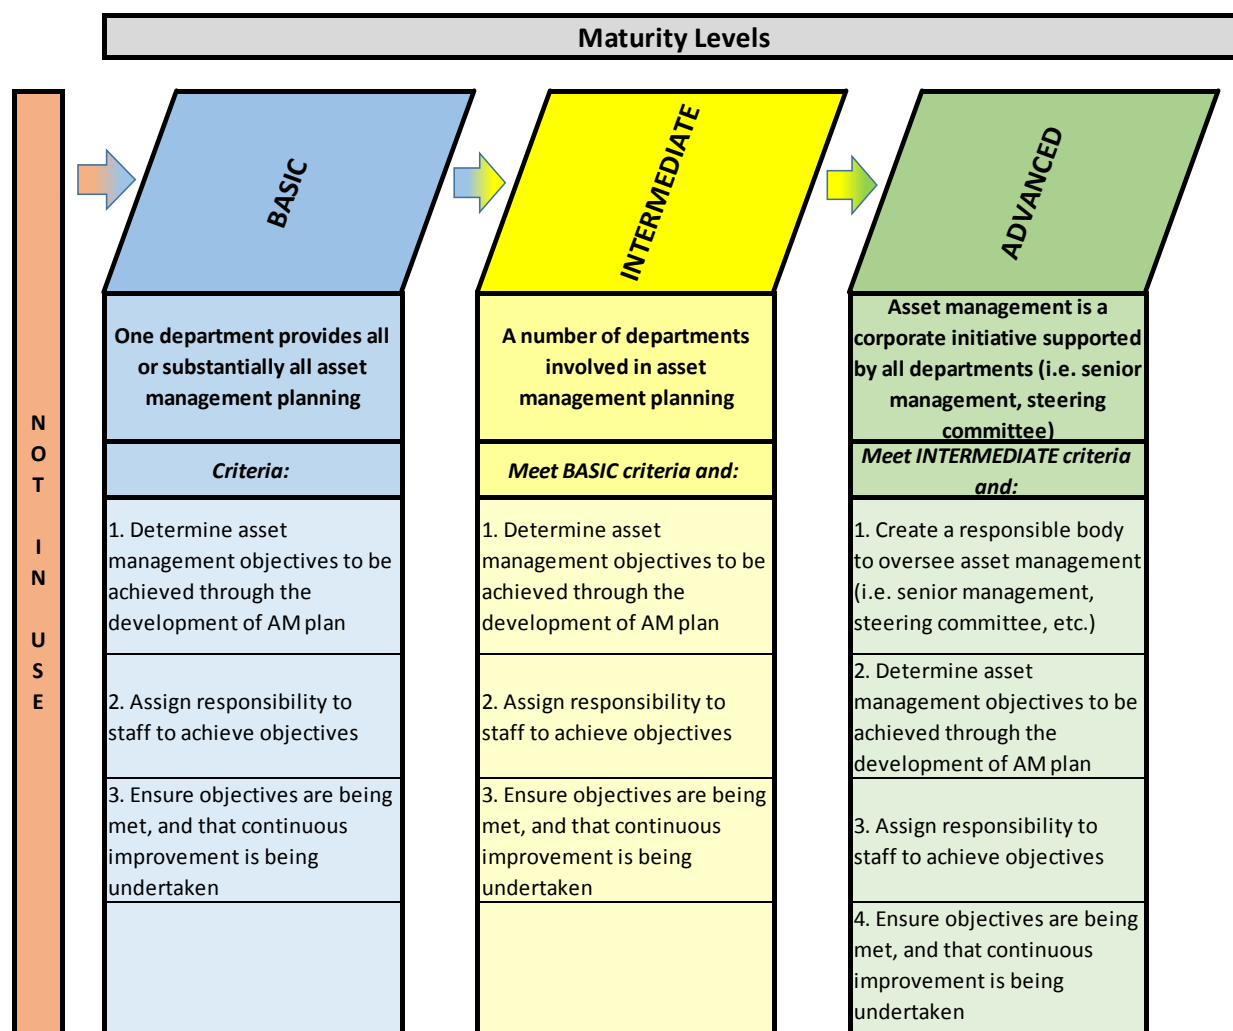 Maturity Levels
NOT IN USE
BASIC
One department provides all
or substantially all asset
management planning
Criteria:
1. Determine asset
management objectives to be
achieved through the
development of AM plan
2. Assign responsibility to
staff to achieve objectives
3. Ensure objectives are being
met, and that continuous
improvement is being
undertaken
INTERMEDIATE
A number of departments
involved in asset
management planning
Meet BASIC criteria and:
1. Determine asset
management objectives to be
achieved through the
development of AM plan
2. Assign responsibility to
staff to achieve objectives
3. Ensure objectives are being
met, and that continuous
improvement is being
undertaken
ADVANCED
Asset management is a
corporate initiative supported
by all departments (i.e. senior
management, steering
committee)
Meet INTERMEDIATE criteria
and:
1. Create a responsible body
to oversee asset management
(i.e. senior management,
steering committee, etc.)
2. Determine asset
management objectives to be
achieved through the
development of AM plan
3. Assign responsibility to
staff to achieve objectives
4. Ensure objectives are being
met, and that continuous
improvement is being
undertaken